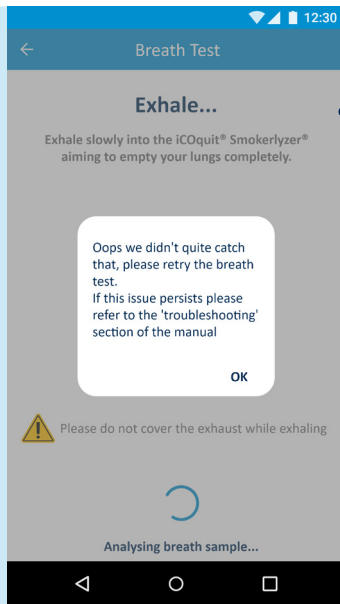 12:30
Breath Test
Exhale...
Exhale slowly into the iCOquit® Smokerlyzer®
aiming to empty your lungs completely.
Oops we didn't quite catch
that, please retry the breath
test.
If this issue persists please
refer to the 'troubleshooting'
section of the manual
OK
Please do not cover the exhaust while exhaling
Analysing breath sample...